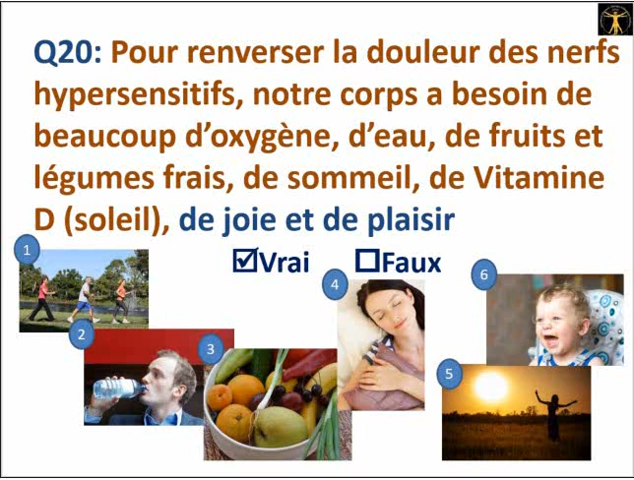 Q20: Pour renverser la douleur des nerfs
hypersensitifs, notre corps a besoin de
beaucoup d’oxygène, d’eau, de fruits et
légumes frais, de sommeil, de Vitamine
D (soleil), de joie et de plaisir
☑Vrai ☐Faux
1
2
3
4
5
6